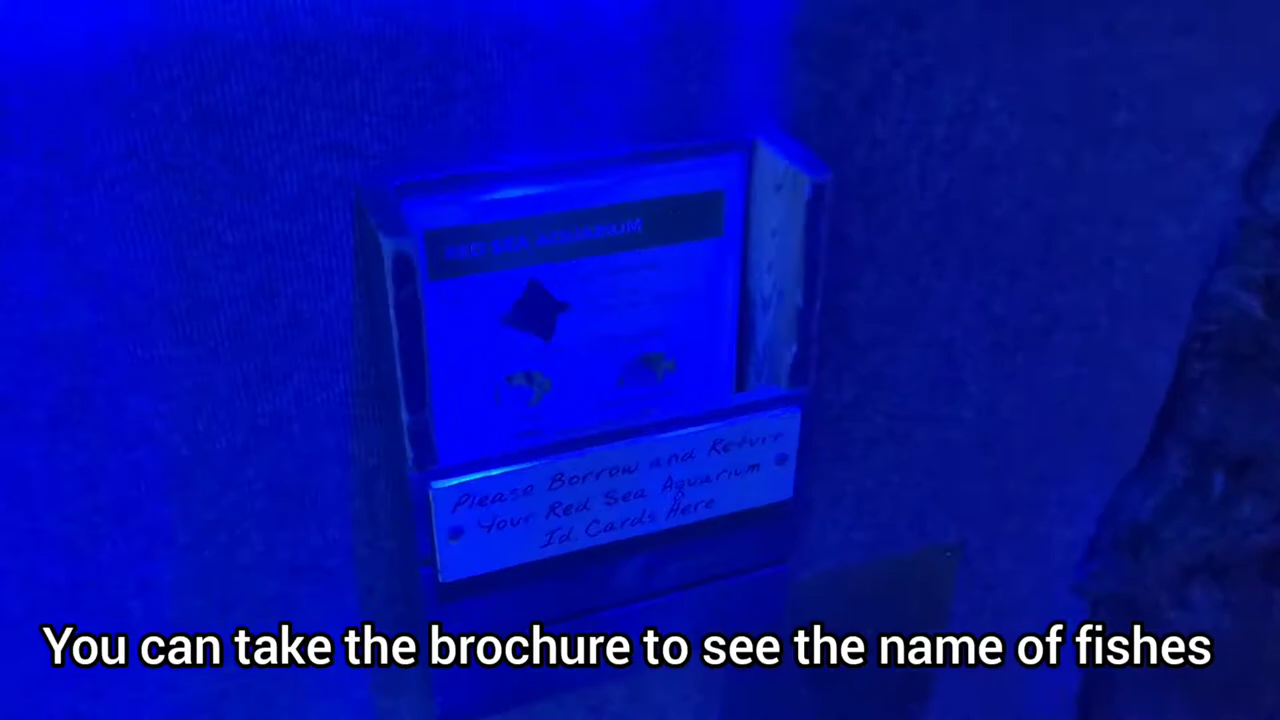 RED SEA AQUARIUM
Please Borrow and Return
Your Red Sea Aquarium
Id. Cards Here
You can take the brochure to see the name of fishes